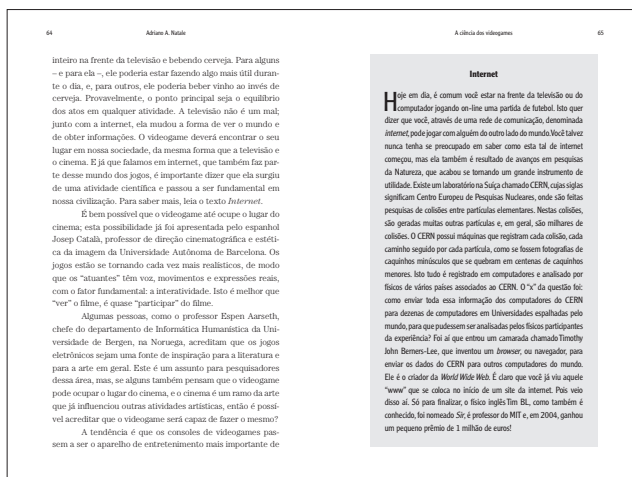 64
Adriano A. Natale
inteiro na frente da televisão e bebendo cerveja. Para alguns
– e para ela –, ele poderia estar fazendo algo mais útil duran-
te o dia, e, para outros, ele poderia beber vinho ao invés de
cerveja. Provavelmente, o ponto principal seja o equilíbrio
dos atos em qualquer atividade. A televisão não é um mal;
junto com a internet, ela mudou a forma de ver o mundo e
de obter informações. O videogame deverá encontrar o seu
lugar em nossa sociedade, da mesma forma que a televisão e
o cinema. E já que falamos em internet, que também faz par-
te desse mundo dos jogos, é importante dizer que ela surgiu
de uma atividade científica e passou a ser fundamental em
nossa civilização. Para saber mais, leia o texto Internet.
É bem possível que o videogame até ocupe o lugar do
cinema; esta possibilidade já foi apresentada pelo espanhol
Josep Català, professor de direção cinematográfica e estéti-
ca da imagem da Universidade Autônoma de Barcelona. Os
jogos estão se tornando cada vez mais realísticos, de modo
que os "atuantes" têm voz, movimentos e expressões reais,
com o fator fundamental: a interatividade. Isto é melhor que
"ver" o filme, é quase "participar" do filme.
Algumas pessoas, como o professor Espen Aarseth,
chefe do departamento de Informática Humanística da Uni-
versidade de Bergen, na Noruega, acreditam que os jogos
eletrônicos sejam uma fonte de inspiração para a literatura e
para a arte em geral. Este é um assunto para pesquisadores
dessa área, mas, se alguns também pensam que o videogame
pode ocupar o lugar do cinema, e o cinema é um ramo da arte
que já influenciou outras atividades artísticas, então é possí-
vel acreditar que o videogame será capaz de fazer o mesmo?
A tendência é que os consoles de videogames pas-
sem a ser o aparelho de entretenimento mais importante de
A ciência dos videogames
65
Internet
Hoje em dia, é comum você estar na frente da televisão ou do
computador jogando on-line uma partida de futebol. Isto quer
dizer que você, através de uma rede de comunicação, denominada
internet, pode jogar com alguém do outro lado do mundo. Você talvez
nunca tenha se preocupado em saber como esta tal de internet
começou, mas ela também é resultado de avanços em pesquisas
da Natureza, que acabou se tornando um grande instrumento de
utilidade. Existe um laboratório na Suíça chamado CERN, cujas siglas
significam Centro Europeu de Pesquisas Nucleares, onde são feitas
pesquisas de colisões entre partículas elementares. Nestas colisões,
são geradas muitas outras partículas e, em geral, são milhares de
colisões. O CERN possui máquinas que registram cada colisão, cada
caminho seguido por cada partícula, como se fossem fotografias de
caquinhos minúsculos que se quebram em centenas de caquinhos
menores. Isto tudo é registrado em computadores e analisado por
físicos de vários países associados ao CERN. O "x" da questão foi:
como enviar toda essa informação dos computadores do CERN
para dezenas de computadores em Universidades espalhadas pelo
mundo, para que pudessem ser analisadas pelos físicos participantes
da experiência? Foi aí que entrou um camarada chamado Timothy
John Berners-Lee, que inventou um browser, ou navegador, para
enviar os dados do CERN para outros computadores do mundo.
Ele é o criador da World Wide Web. É claro que você já viu aquele
"www" que se coloca no início de um site da internet. Pois veio
disso aí. Só para finalizar, o físico inglês Tim BL, como também é
conhecido, foi nomeado Sir, é professor do MIT e, em 2004, ganhou
um pequeno prêmio de 1 milhão de euros!